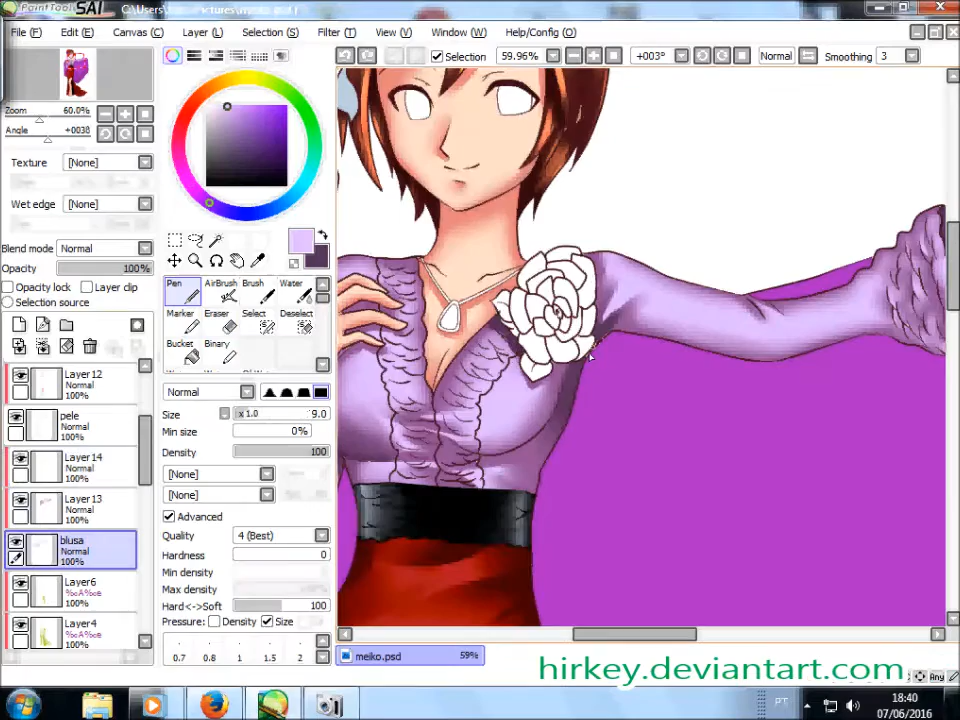 PaintTool SAI
File (F) Edit (E) Canvas (C) Layer (L) Selection (S) Filter (T) View (V) Window (W) Help/Config (O)
Selection 59.96% +003° Normal Smoothing 3
Zoom 60.0%
Angle +003ß
Texture [None]
Wet edge [None]
Blend mode Normal
Opacity 100%
Opacity lock Layer clip
Selection source
Layer12
Normal
100%
pele
Normal
100%
Layer14
Normal
100%
Layer13
Normal
100%
blusa
Normal
100%
Layer6
‰A‰e
100%
Layer4
‰A‰e
100%
Pen AirBrush Brush Water
Marker Eraser Select Deselect
Bucket Binary
Normal
Size x 1.0 9.0
Min size 0%
Density 100
[None]
[None]
Advanced
Quality 4 (Best)
Hardness 0
Min density
Max density
Hard <->Soft 100
Pressure: Density Size
0.7 0.8 1 1.5 2
meiko.psd 59%
hirkey.deviantart.com
Any
PT
18:40
07/06/2016